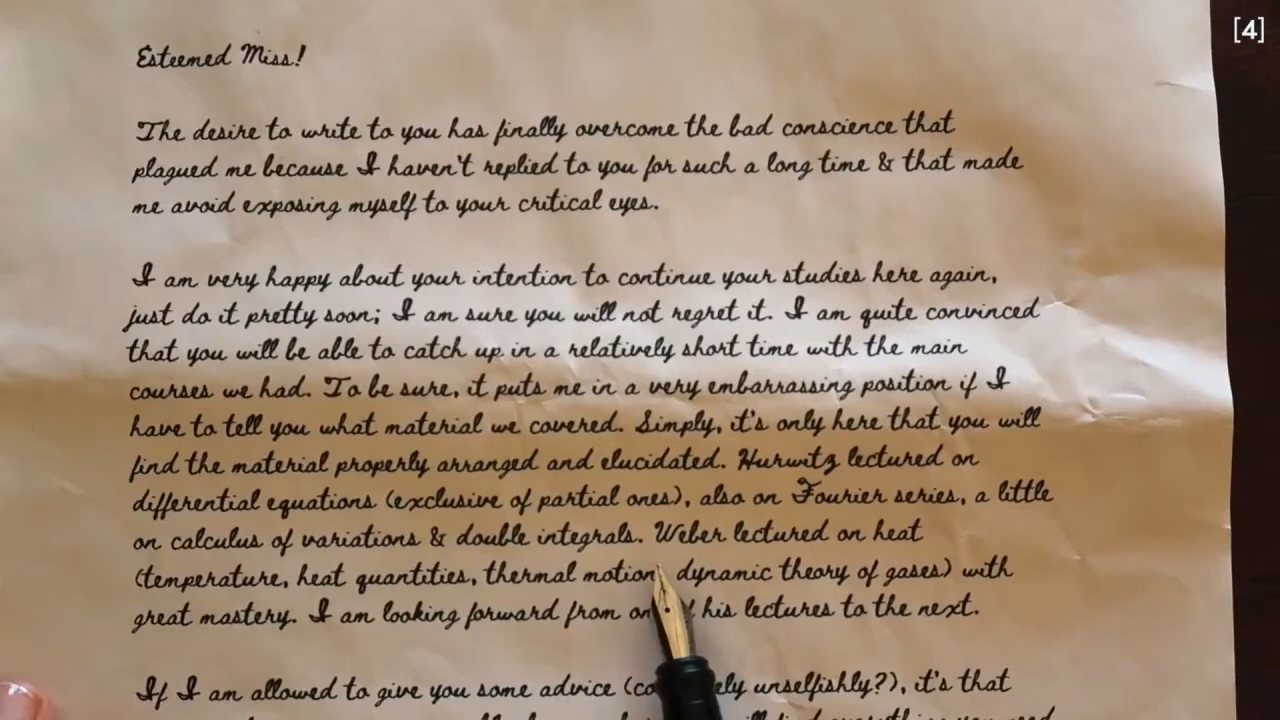 [4]
Esteemed Miss!
The desire to write to you has finally overcome the bad conscience that
plagued me because I haven't replied to you for such a long time & that made
me avoid exposing myself to your critical eyes.
I am very happy about your intention to continue your studies here again,
just do it pretty soon; I am sure you will not regret it. I am quite convinced
that you will be able to catch up in a relatively short time with the main
courses we had. To be sure, it puts me in a very embarrassing position if I
have to tell you what material we covered. Simply, it's only here that you will
find the material properly arranged and elucidated. Hurwitz lectured on
differential equations (exclusive of partial ones), also on Fourier series, a little
on calculus of variations & double integrals. Weber lectured on heat
(temperature, heat quantities, thermal motion, dynamic theory of gases) with
great mastery. I am looking forward from his lectures to the next.
If I am allowed to give you some advice unselfishly?), it's that